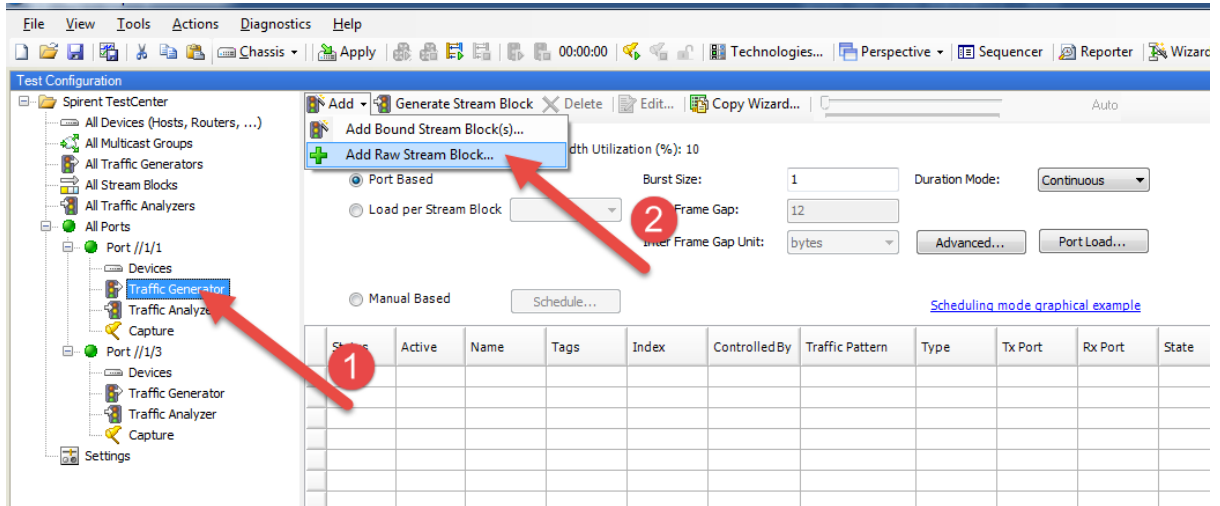 File View Tools Actions Diagnostics Help
Chassis Apply 00:00:00 Technologies... Perspective Sequencer Reporter Wizard
Test Configuration
Spirent TestCenter
All Devices (Hosts, Routers, ...)
All Multicast Groups
All Traffic Generators
All Stream Blocks
All Traffic Analyzers
All Ports
Port //1/1
Devices
Traffic Generator
Traffic Analyze
Capture
Port //1/3
Devices
Traffic Generator
Traffic Analyzer
Capture
Settings
Add Generate Stream Block Delete Edit... Copy Wizard... Auto
Add Bound Stream Block(s)...
Add Raw Stream Block...
dth Utilization (%): 10
Port Based Burst Size: 1 Duration Mode: Continuous
Load per Stream Block Frame Gap: 12
Inter Frame Gap Unit: bytes Advanced... Port Load...
Manual Based Schedule... Scheduling mode graphical example
Status Active Name Tags Index ControlledBy Traffic Pattern Type Tx Port Rx Port State
1
2